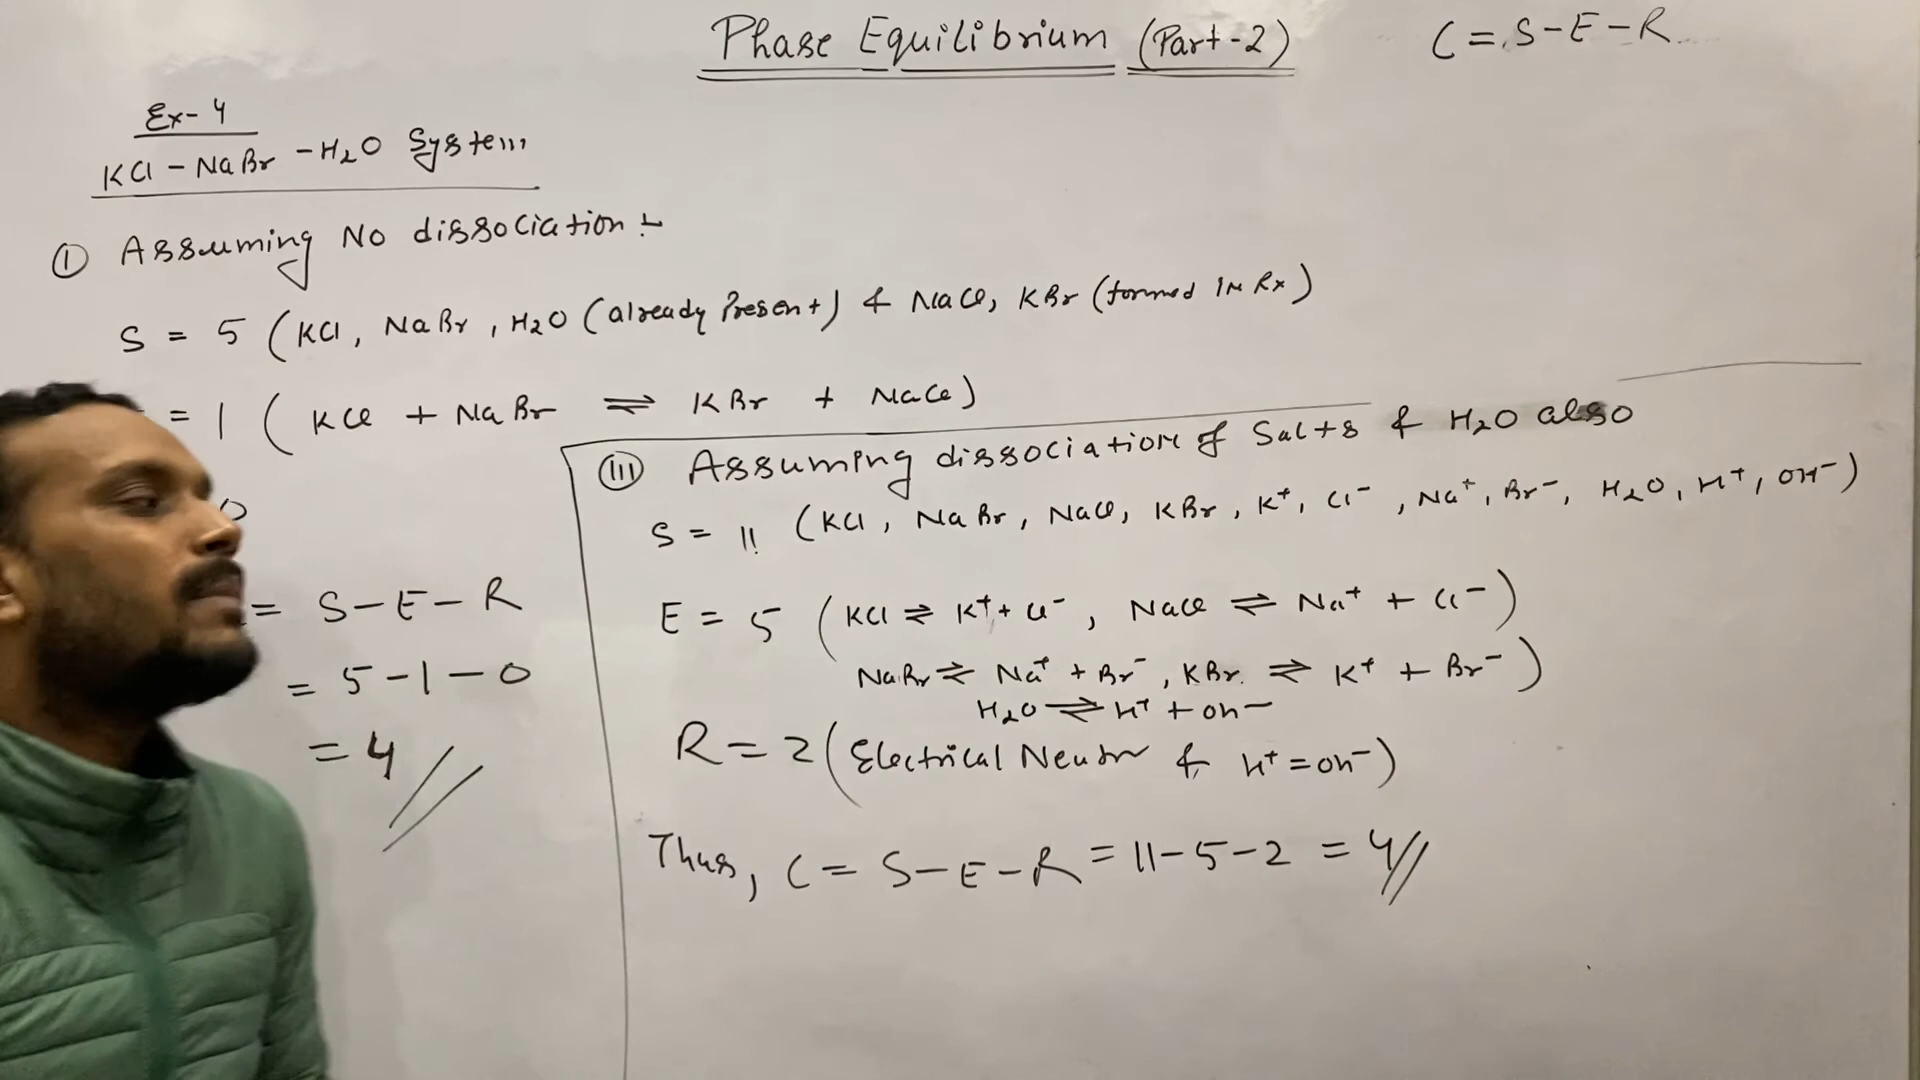 Phase Equilibrium (Part-2)
C = S-E-R
Ex-4
KCl - NaBr - H2O System
① Assuming No dissociation :-
S = 5 (KCl, NaBr, H2O (already Present) & NaCl, KBr (formed in Rx)
= 1 ( KCl + NaBr ⇌ KBr + NaCl)
= S-E-R
= 5-1-0
= 4
(III) Assuming dissociation of Salts & H2O also
S = 11 (KCl, NaBr, NaCl, KBr, K+, Cl-, Na+, Br-, H2O, H+, OH-)
E = 5 ( KCl ⇌ K+ + Cl-, NaCl ⇌ Na+ + Cl-)
NaBr ⇌ Na+ + Br-, KBr ⇌ K+ + Br-)
H2O ⇌ H+ + OH-
R = 2 (Electrical Neutr & H+ = OH-)
Thus, C = S-E-R = 11-5-2 = 4